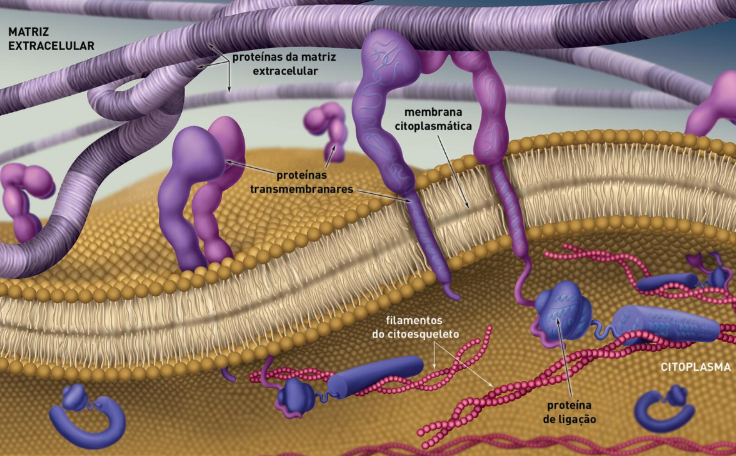 MATRIZ
EXTRACELULAR
proteínas da matriz
extracelular
membrana
citoplasmática
proteínas
transmembranares
filamentos
do citoesqueleto
CITOPLASMA
proteína
de ligação